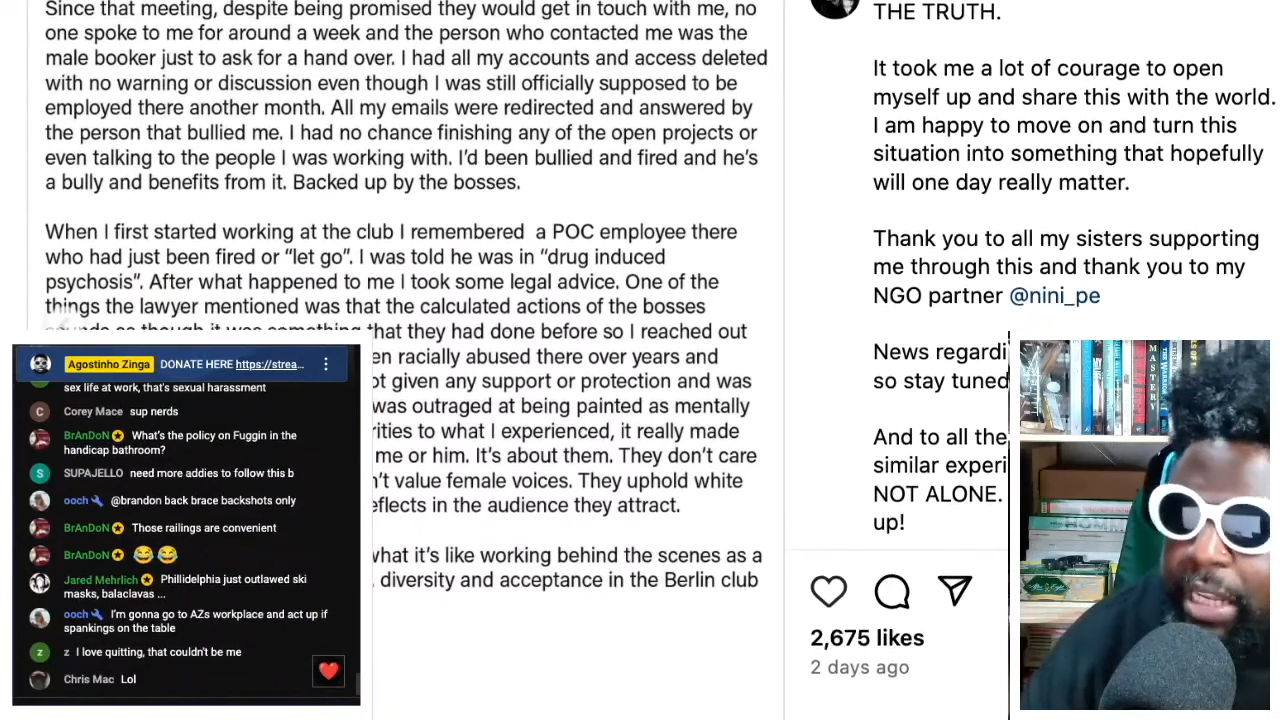 Since that meeting, despite being promised they would get in touch with me, no
one spoke to me for around a week and the person who contacted me was the
male booker just to ask for a hand over. I had all my accounts and access deleted
with no warning or discussion even though I was still officially supposed to be
employed there another month. All my emails were redirected and answered by
the person that bullied me. I had no chance finishing any of the open projects or
even talking to the people I was working with. I'd been bullied and fired and he's
a bully and benefits from it. Backed up by the bosses.
When I first started working at the club I remembered a POC employee there
who had just been fired or “let go”. I was told he was in “drug induced
psychosis”. After what happened to me I took some legal advice. One of the
things the lawyer mentioned was that the calculated actions of the bosses
sounds as though it was something that they had done before so I reached out
en racially abused there over years and
ot given any support or protection and was
was outraged at being painted as mentally
rities to what I experienced, it really made
me or him. It's about them. They don't care
n't value female voices. They uphold white
eflects in the audience they attract.
what it's like working behind the scenes as a
, diversity and acceptance in the Berlin club
Agostinho Zinga DONATE HERE https://strea...
sex life at work, that's sexual harassment
C Corey Mace sup nerds
BrAnDoN What's the policy on Fuggin in the
handicap bathroom?
S SUPAJELLO need more addies to follow this b
ooch @brandon back brace backshots only
BrAnDoN Those railings are convenient
BrAnDoN 😂😂
Jared Mehrlich Phillidelphia just outlawed ski
masks, balaclavas ...
ooch I'm gonna go to AZs workplace and act up if
spankings on the table
z z I love quitting, that couldn't be me
Chris Mac Lol
THE TRUTH.
It took me a lot of courage to open
myself up and share this with the world.
I am happy to move on and turn this
situation into something that hopefully
will one day really matter.
Thank you to all my sisters supporting
me through this and thank you to my
NGO partner @nini_pe
News regardi
so stay tuned
And to all the
similar experi
NOT ALONE.
up!
2,675 likes
2 days ago
MASTERY